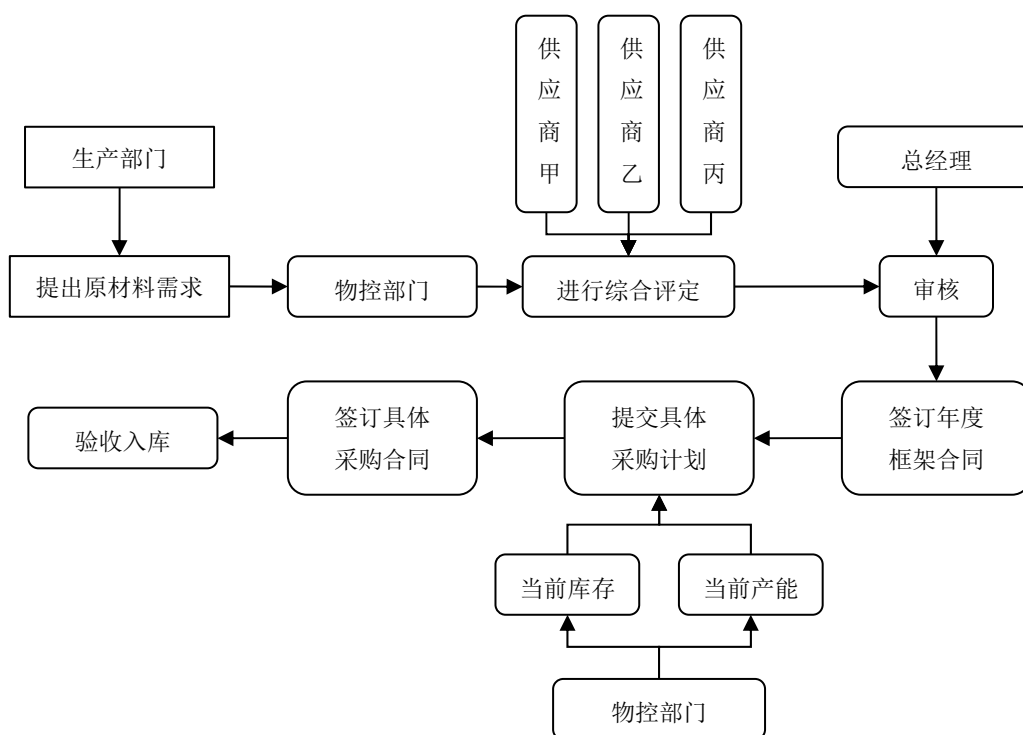 供应商甲
供应商乙
供应商丙
生产部门
总经理
提出原材料需求
物控部门
进行综合评定
审核
验收入库
签订具体
采购合同
提交具体
采购计划
签订年度
框架合同
当前库存
当前产能
物控部门